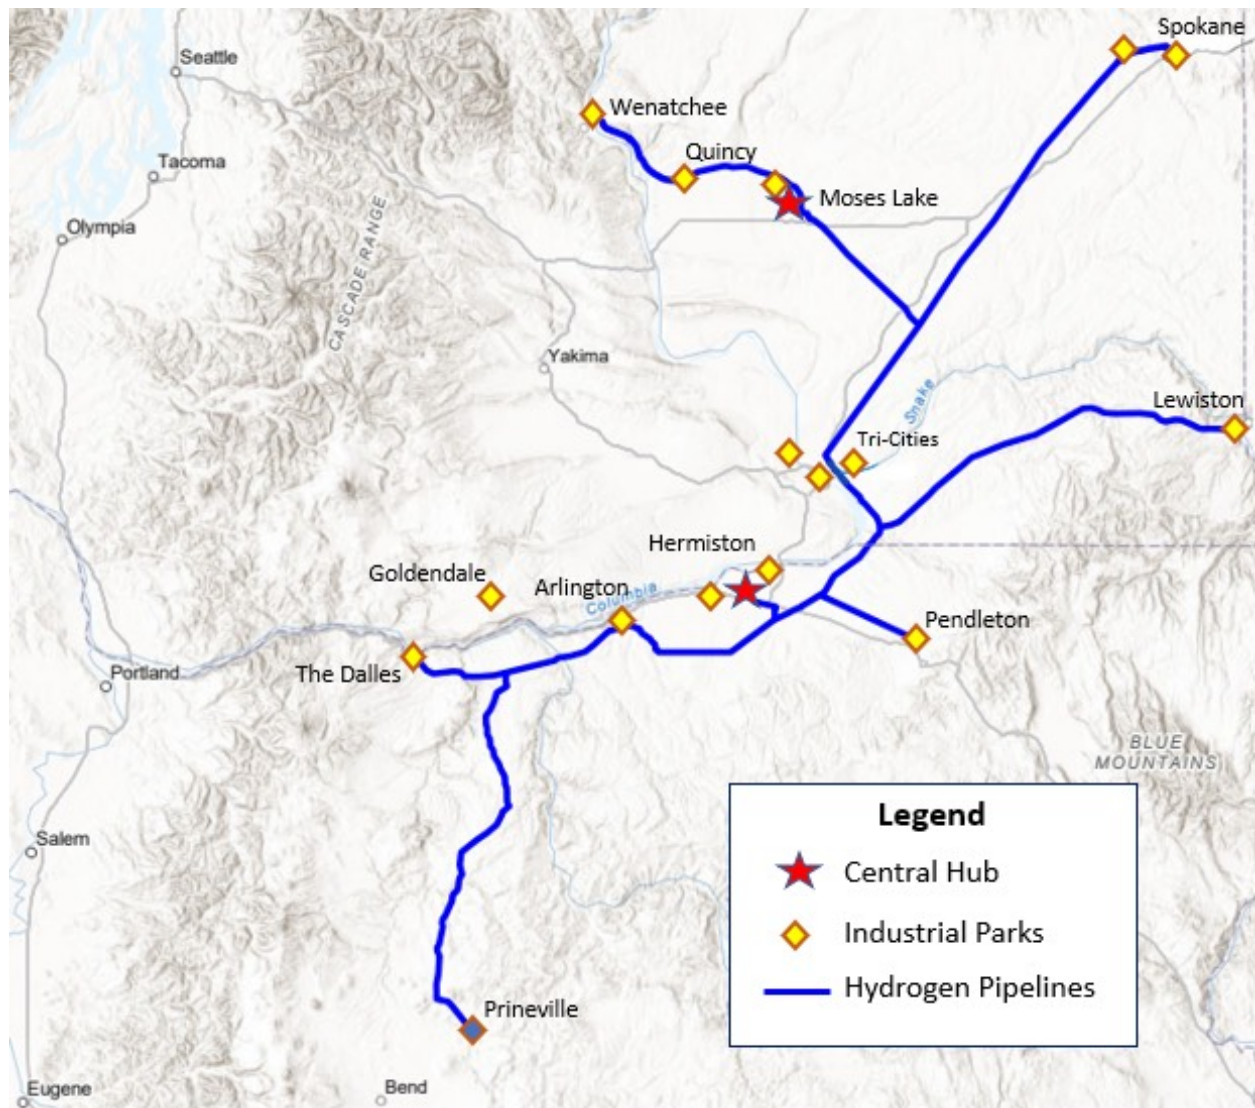 Spokane
Seattle
Wenatchee
Quincy
Tacoma
Moses Lake
Olympia
CASCADE RANGE
Yakima
Snake
Lewiston
Tri-Cities
Hermiston
Goldendale
Arlington
Columbia
Pendleton
The Dalles
Portland
BLUE
MOUNTAINS
Legend
Central Hub
Industrial Parks
Hydrogen Pipelines
Salem
Prineville
Bend
Eugene